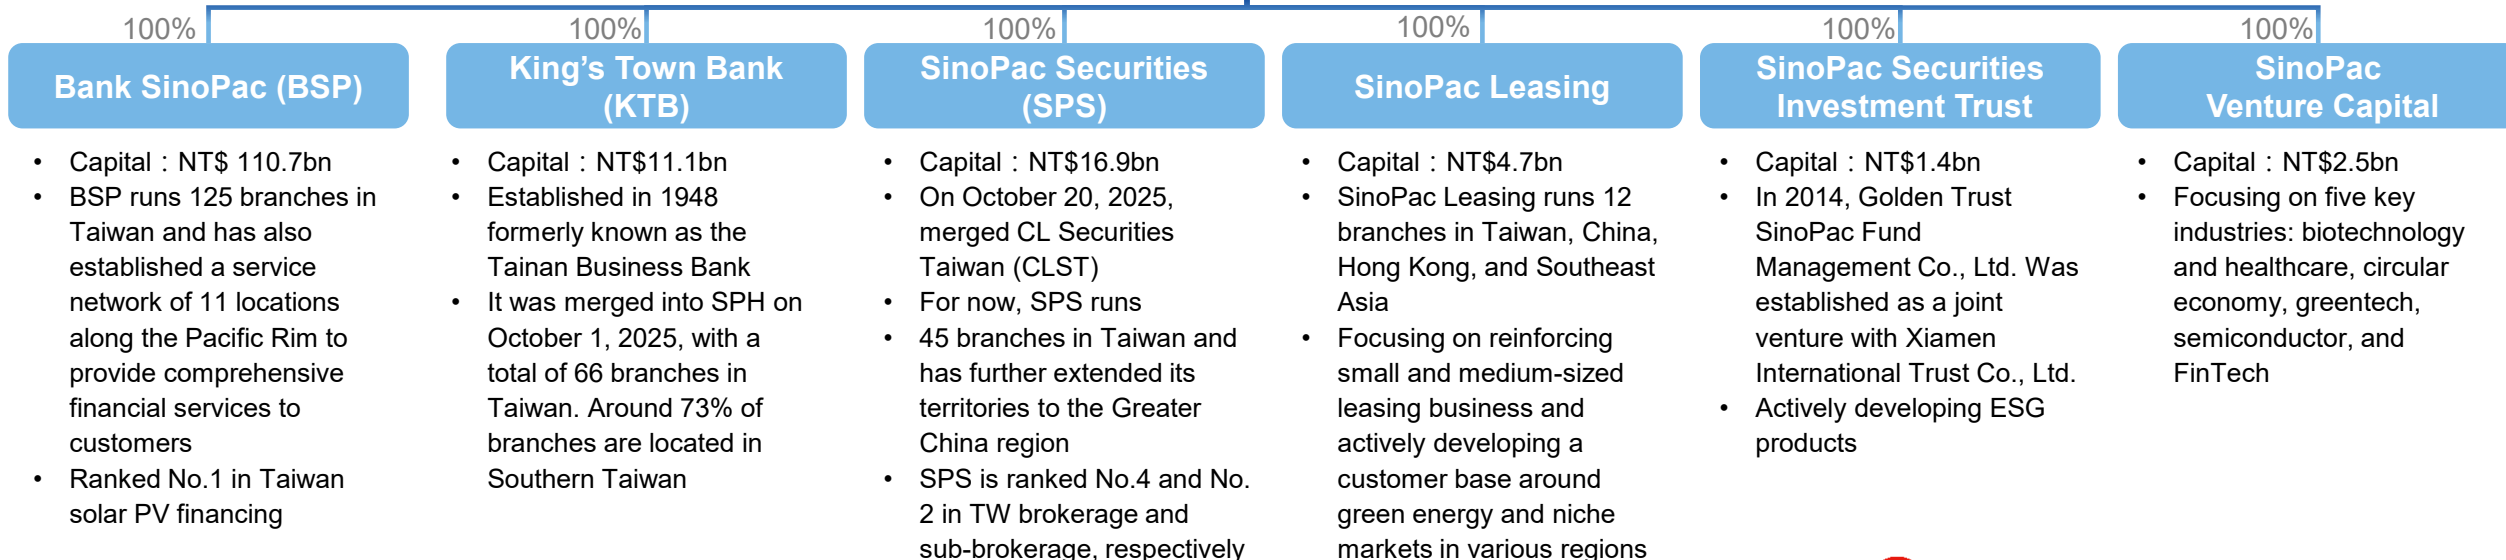 100%
Bank SinoPac (BSP)
• Capital：NT$ 110.7bn
• BSP runs 125 branches in
Taiwan and has also
established a service
network of 11 locations
along the Pacific Rim to
provide comprehensive
financial services to
customers
• Ranked No.1 in Taiwan
solar PV financing
100%
King's Town Bank
(KTB)
• Capital：NT$11.1bn
• Established in 1948
formerly known as the
Tainan Business Bank
• It was merged into SPH on
October 1, 2025, with a
total of 66 branches in
Taiwan. Around 73% of
branches are located in
Southern Taiwan
100%
SinoPac Securities
(SPS)
• Capital：NT$16.9bn
• On October 20, 2025,
merged CL Securities
Taiwan (CLST)
• For now, SPS runs
• 45 branches in Taiwan and
has further extended its
territories to the Greater
China region
• SPS is ranked No.4 and No.
2 in TW brokerage and
sub-brokerage, respectively
100%
SinoPac Leasing
• Capital：NT$4.7bn
• SinoPac Leasing runs 12
branches in Taiwan, China,
Hong Kong, and Southeast
Asia
• Focusing on reinforcing
small and medium-sized
leasing business and
actively developing a
customer base around
green energy and niche
markets in various regions
100%
SinoPac Securities
Investment Trust
• Capital：NT$1.4bn
• In 2014, Golden Trust
SinoPac Fund
Management Co., Ltd. Was
established as a joint
venture with Xiamen
International Trust Co., Ltd.
• Actively developing ESG
products
100%
SinoPac
Venture Capital
• Capital：NT$2.5bn
• Focusing on five key
industries: biotechnology
and healthcare, circular
economy, greentech,
semiconductor, and
FinTech